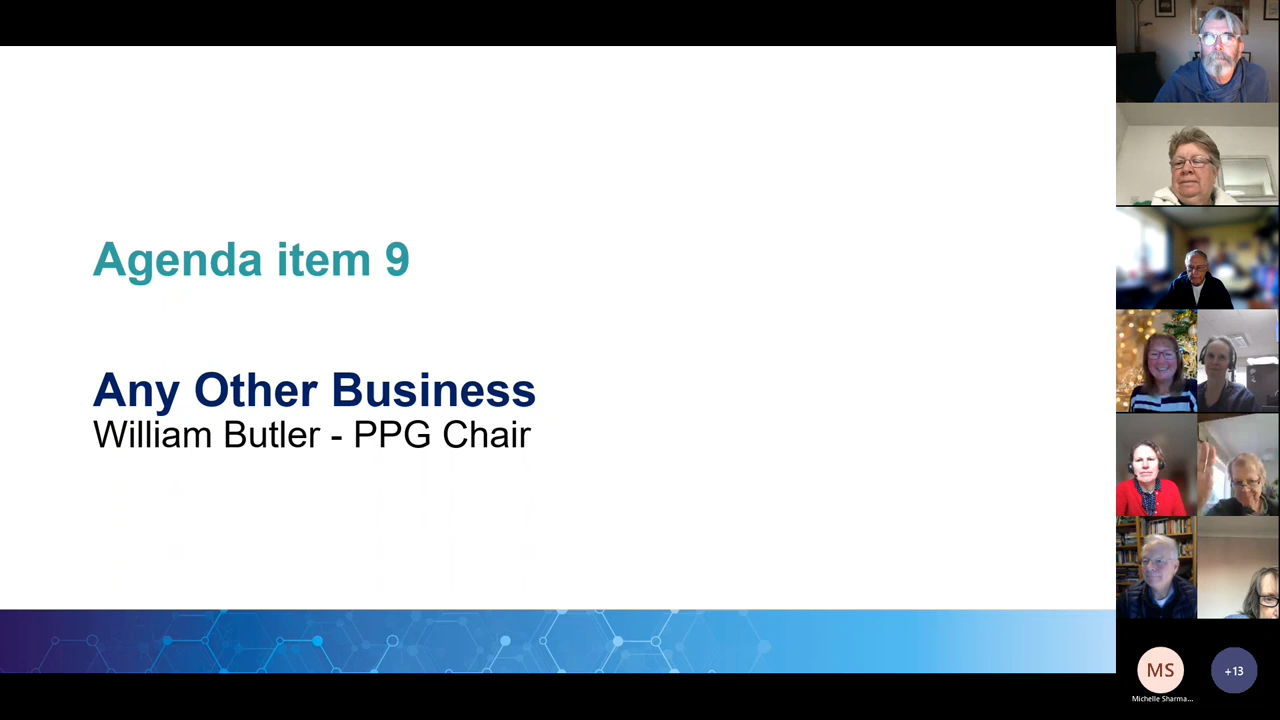 Agenda item 9
Any Other Business
William Butler - PPG Chair
MS
+13
Michelle Sharma...